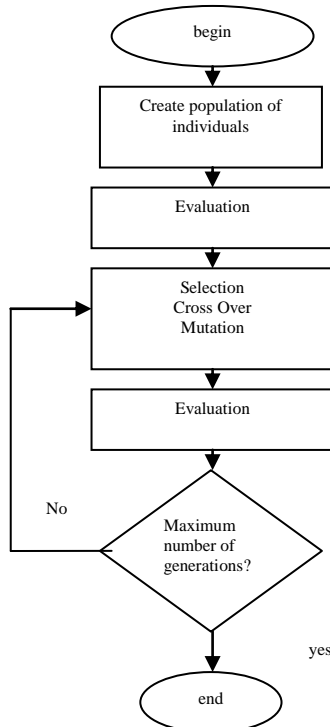 begin
Create population of
individuals
Evaluation
Selection
Cross Over
Mutation
Evaluation
No
Maximum
number of
generations?
yes
end